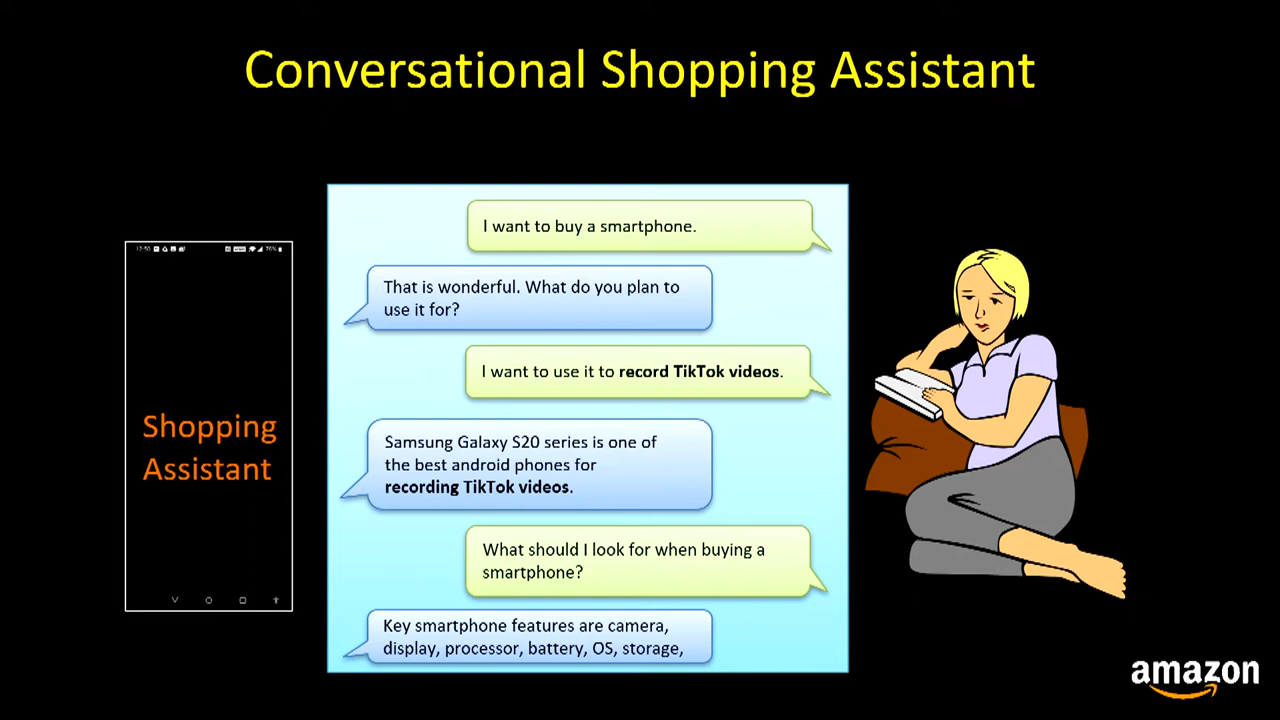 Conversational Shopping Assistant
I want to buy a smartphone.
That is wonderful. What do you plan to
use it for?
I want to use it to record TikTok videos.
Samsung Galaxy S20 series is one of
the best android phones for
recording TikTok videos.
What should I look for when buying a
smartphone?
Key smartphone features are camera,
display, processor, battery, OS, storage,
12:50
76%
Shopping
Assistant
amazon